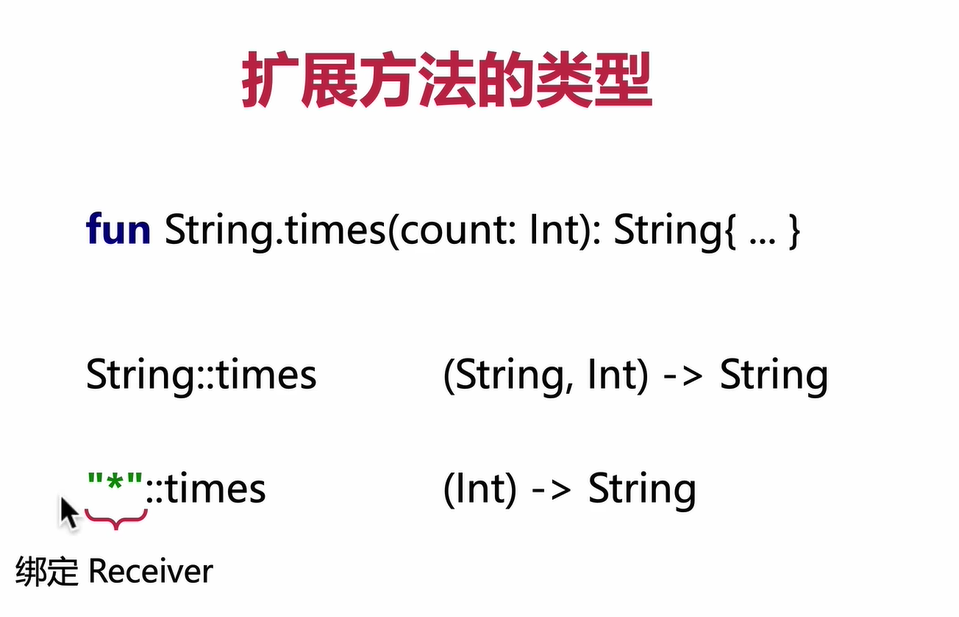 扩展方法的类型
fun String.times(count: Int): String{ ... }
String::times (String, Int) -> String
"*"::times (Int) -> String
绑定 Receiver